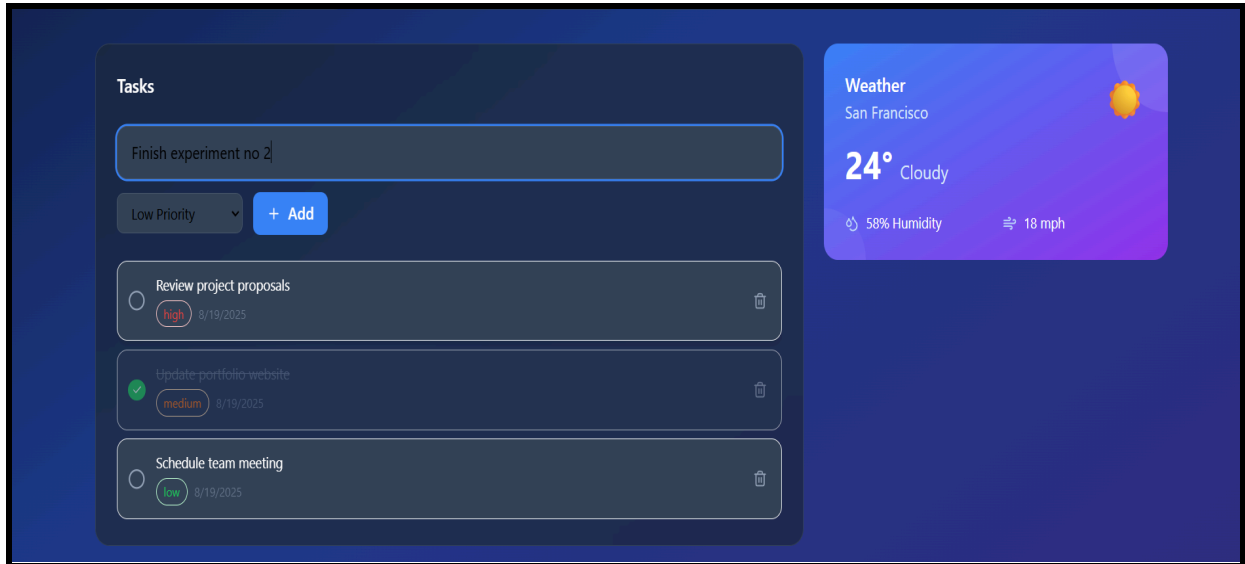 Tasks
Finish experiment no 2
Low Priority
+ Add
Review project proposals
high 8/19/2025
Update portfolio website
medium 8/19/2025
Schedule team meeting
low 8/19/2025
Weather
San Francisco
24° Cloudy
58% Humidity 18 mph